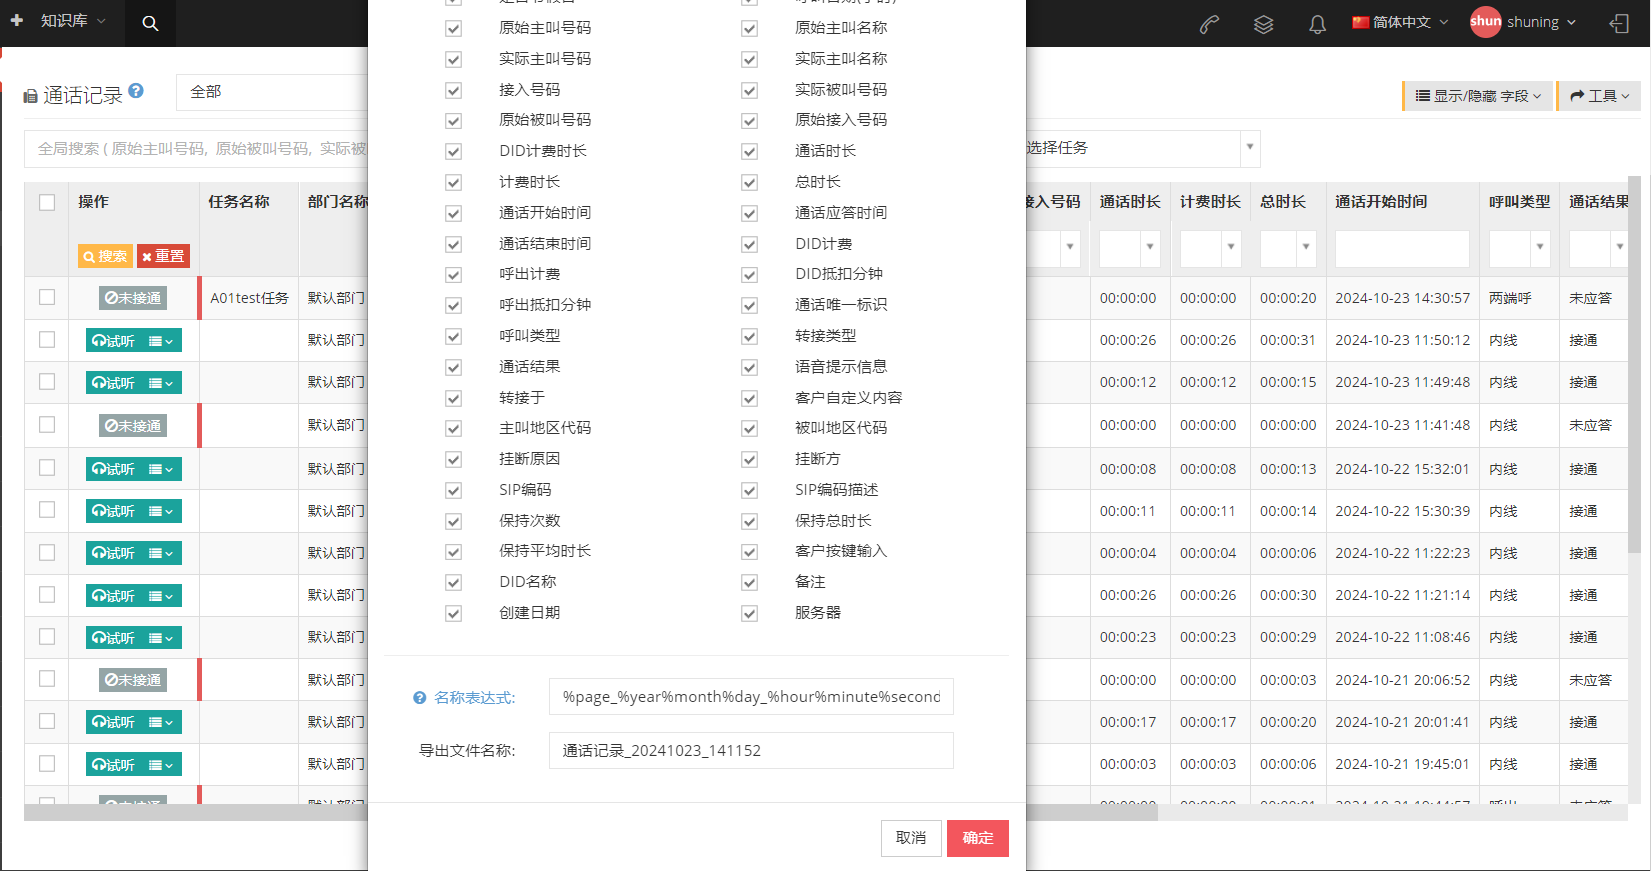 知识库
简体中文
shun
shuning
通话记录
全部
显示/隐藏 字段
工具
全局搜索 ( 原始主叫号码, 原始被叫号码, 实际被
选择任务
操作
任务名称
部门名称
接入号码
通话时长
计费时长
总时长
通话开始时间
呼叫类型
通话结果
搜索
重置
未接通 A01test任务 默认部门 00:00:00 00:00:00 00:00:20 2024-10-23 14:30:57 两端呼 未应答
试听 默认部门 00:00:26 00:00:26 00:00:31 2024-10-23 11:50:12 内线 接通
试听 默认部门 00:00:12 00:00:12 00:00:15 2024-10-23 11:49:48 内线 接通
未接通 默认部门 00:00:00 00:00:00 00:00:00 2024-10-23 11:41:48 内线 未应答
试听 默认部门 00:00:08 00:00:08 00:00:13 2024-10-22 15:32:01 内线 接通
试听 默认部门 00:00:11 00:00:11 00:00:14 2024-10-22 15:30:39 内线 接通
试听 默认部门 00:00:04 00:00:04 00:00:06 2024-10-22 11:22:23 内线 接通
试听 默认部门 00:00:26 00:00:26 00:00:30 2024-10-22 11:21:14 内线 接通
试听 默认部门 00:00:23 00:00:23 00:00:29 2024-10-22 11:08:46 内线 接通
未接通 默认部门 00:00:00 00:00:00 00:00:03 2024-10-21 20:06:52 内线 未应答
试听 默认部门 00:00:17 00:00:17 00:00:20 2024-10-21 20:01:41 内线 接通
试听 默认部门 00:00:03 00:00:03 00:00:06 2024-10-21 19:45:01 内线 接通
原始主叫号码 原始主叫名称
实际主叫号码 实际主叫名称
接入号码 实际被叫号码
原始被叫号码 原始接入号码
DID计费时长 通话时长
计费时长 总时长
通话开始时间 通话应答时间
通话结束时间 DID计费
呼出计费 DID抵扣分钟
呼出抵扣分钟 通话唯一标识
呼叫类型 转接类型
通话结果 语音提示信息
转接于 客户自定义内容
主叫地区代码 被叫地区代码
挂断原因 挂断方
SIP编码 SIP编码描述
保持次数 保持总时长
保持平均时长 客户按键输入
DID名称 备注
创建日期 服务器
名称表达式: %page_%year%month%day_%hour%minute%second
导出文件名称: 通话记录_20241023_141152
取消 确定